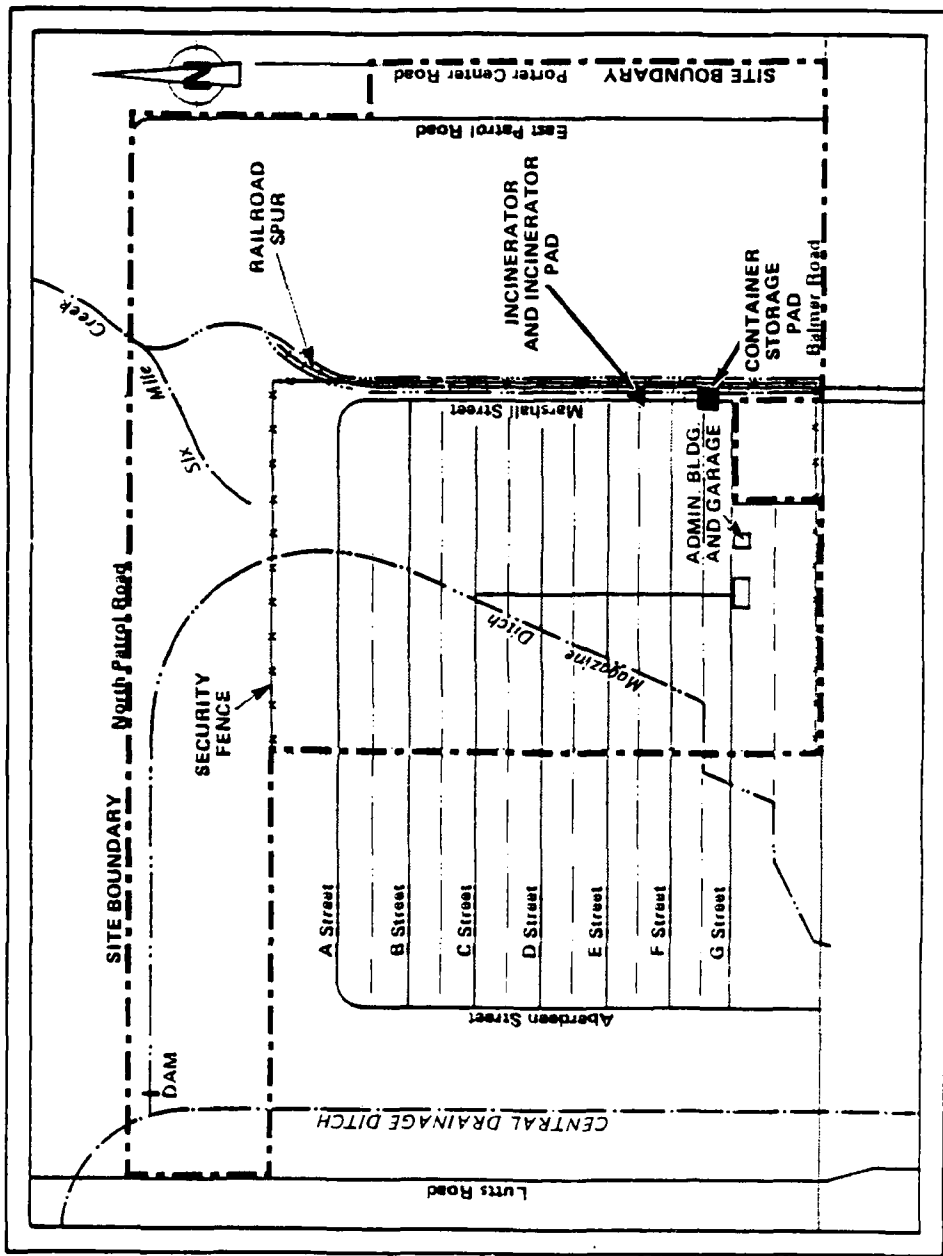 N
SITE BOUNDARY
North Patrol Road
Creek
Mile
Six
RAILROAD
SPUR
East Patrol Road
Porter Center Road
SITE BOUNDARY
DAM
SECURITY
FENCE
INCINERATOR
AND INCINERATOR
PAD
Marshall Street
A Street
B Street
C Street
D Street
E Street
F Street
G Street
Ditch
Magazine
ADMIN. BLDG.
AND GARAGE
CONTAINER
STORAGE
PAD
Balmer Road
Aberdeen Street
CENTRAL DRAINAGE DITCH
Lutts Road